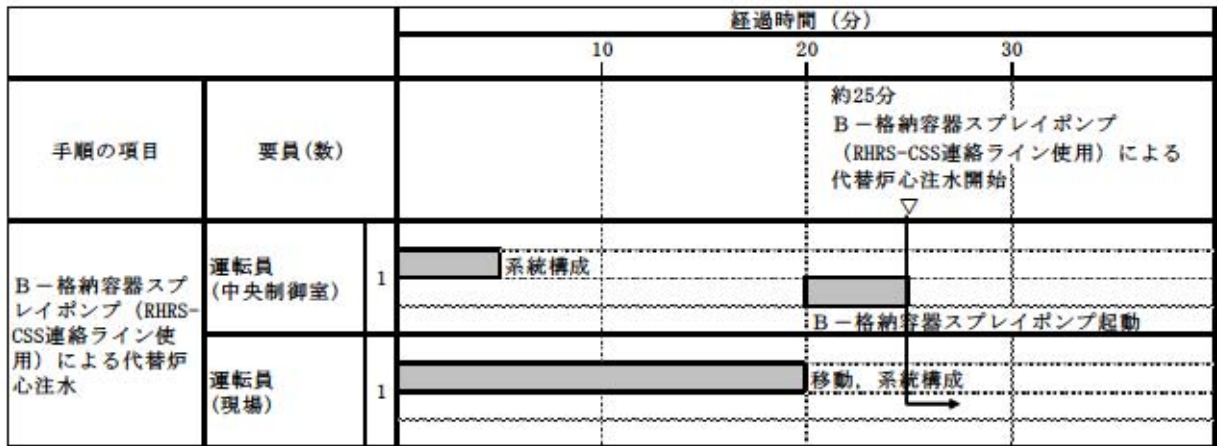 経過時間（分）
10
20
30
手順の項目
要員(数)
約25分
Ｂ－格納容器スプレイポンプ
（RHRS-CSS連絡ライン使用）による
代替炉心注水開始
▽
Ｂ－格納容器スプ
レイポンプ（RHRS-
CSS連絡ライン使
用）による代替炉
心注水
運転員
(中央制御室)
1
系統構成
Ｂ－格納容器スプレイポンプ起動
運転員
(現場)
1
移動，系統構成